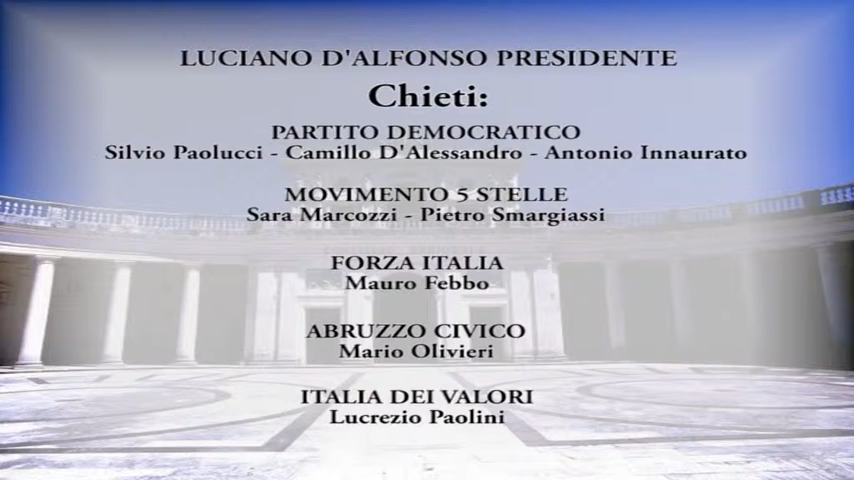 LUCIANO D'ALFONSO PRESIDENTE
Chieti:
PARTITO DEMOCRATICO
Silvio Paolucci - Camillo D'Alessandro - Antonio Innaurato
MOVIMENTO 5 STELLE
Sara Marcozzi - Pietro Smargiassi
FORZA ITALIA
Mauro Febbo
ABRUZZO CIVICO
Mario Olivieri
ITALIA DEI VALORI
Lucrezio Paolini